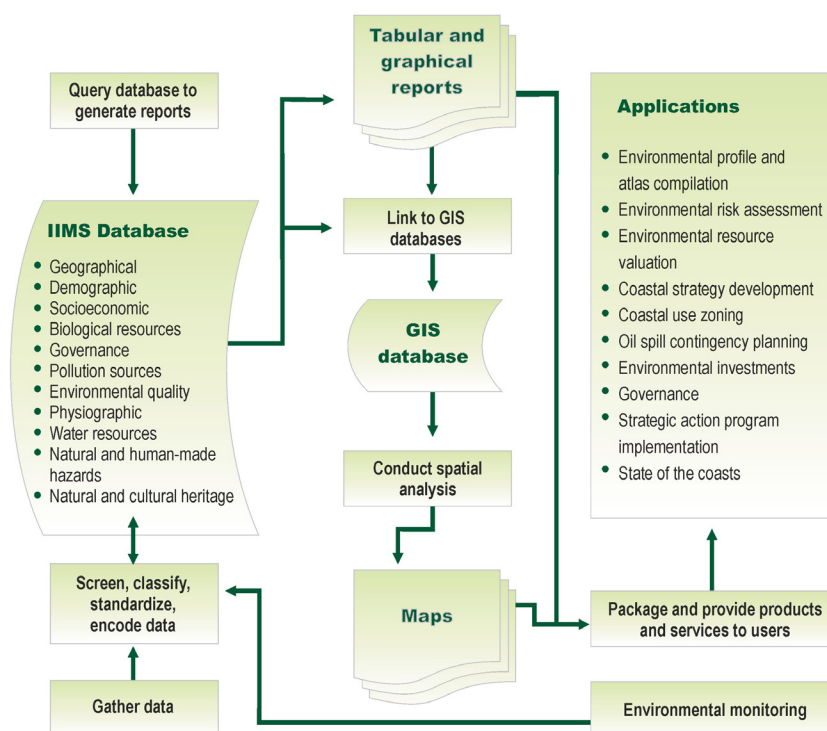 Query database to
generate reports
IIMS Database
Geographical
Demographic
Socioeconomic
Biological resources
Governance
Pollution sources
Environmental quality
Physiographic
Water resources
Natural and human-made
hazards
Natural and cultural heritage
Screen, classify,
standardize,
encode data
Gather data
Tabular and
graphical
reports
Link to GIS
databases
GIS
database
Conduct spatial
analysis
Maps
Applications
Environmental profile and
atlas compilation
Environmental risk assessment
Environmental resource
valuation
Coastal strategy development
Coastal use zoning
Oil spill contingency planning
Environmental investments
Governance
Strategic action program
implementation
State of the coasts
Package and provide products
and services to users
Environmental monitoring